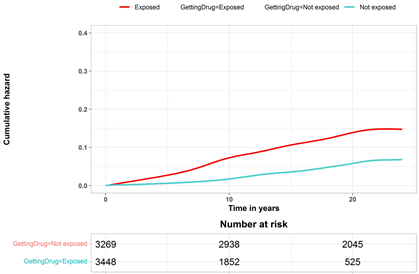 Exposed GettingDrug=Exposed GettingDrug=Not exposed Not exposed
0.4
0.3
0.2
0.1
0.0
Cumulative hazard
0 10 20
Time in years
Number at risk
GettingDrug=Not exposed 3269 2938 2045
GettingDrug=Exposed 3448 1852 525